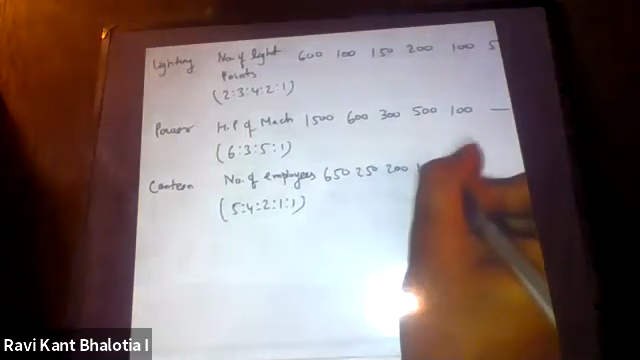 Lighting No. of light 600 100 150 200 100 5
Points
(2:3:4:2:1)
Power H.P of Mach 1500 600 300 500 100 —
(6:3:5:1)
Canteen No. of employees 650 250 200
(5:4:2:1:1)
Ravi Kant Bhalotia I